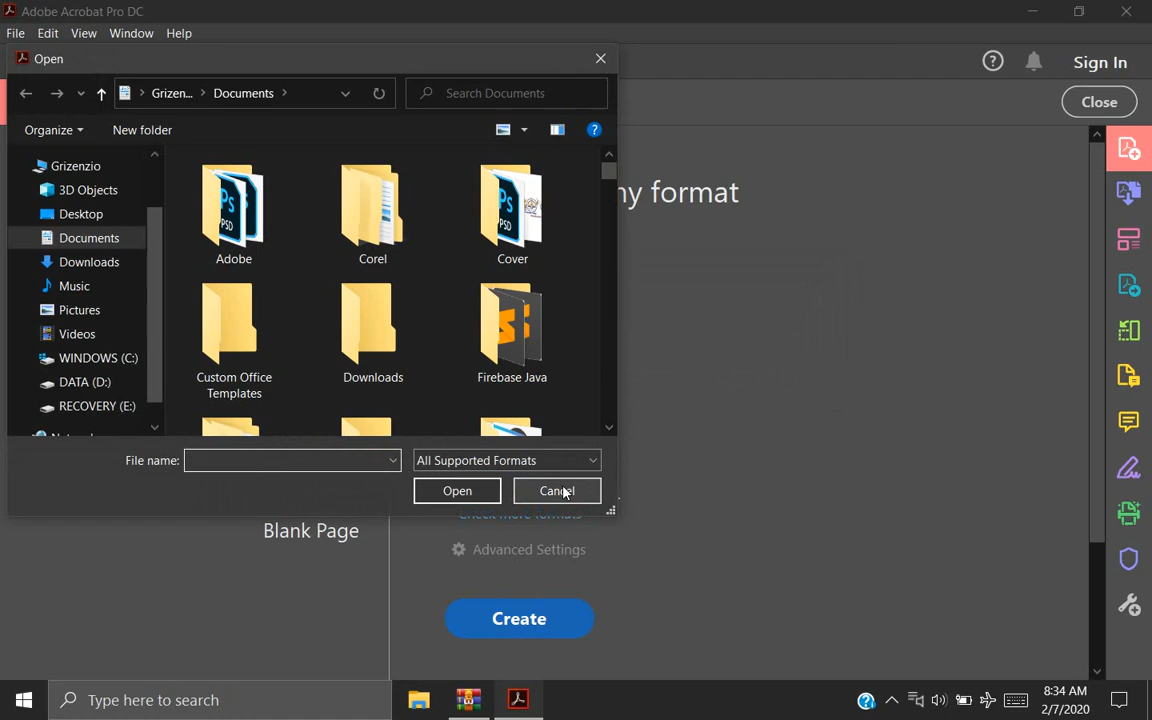 Adobe Acrobat Pro DC
File Edit View Window Help
Open
Sign In
Grizen... > Documents >
Search Documents
Close
Organize
New folder
Grizenzio
3D Objects
Desktop
Documents
Downloads
Music
Pictures
Videos
WINDOWS (C:)
DATA (D:)
RECOVERY (E:)
Adobe
Corel
Cover
Custom Office
Templates
Downloads
Firebase Java
ny format
File name:
All Supported Formats
Open
Cancel
Check more formats
Blank Page
Advanced Settings
Create
Type here to search
8:34 AM
2/7/2020